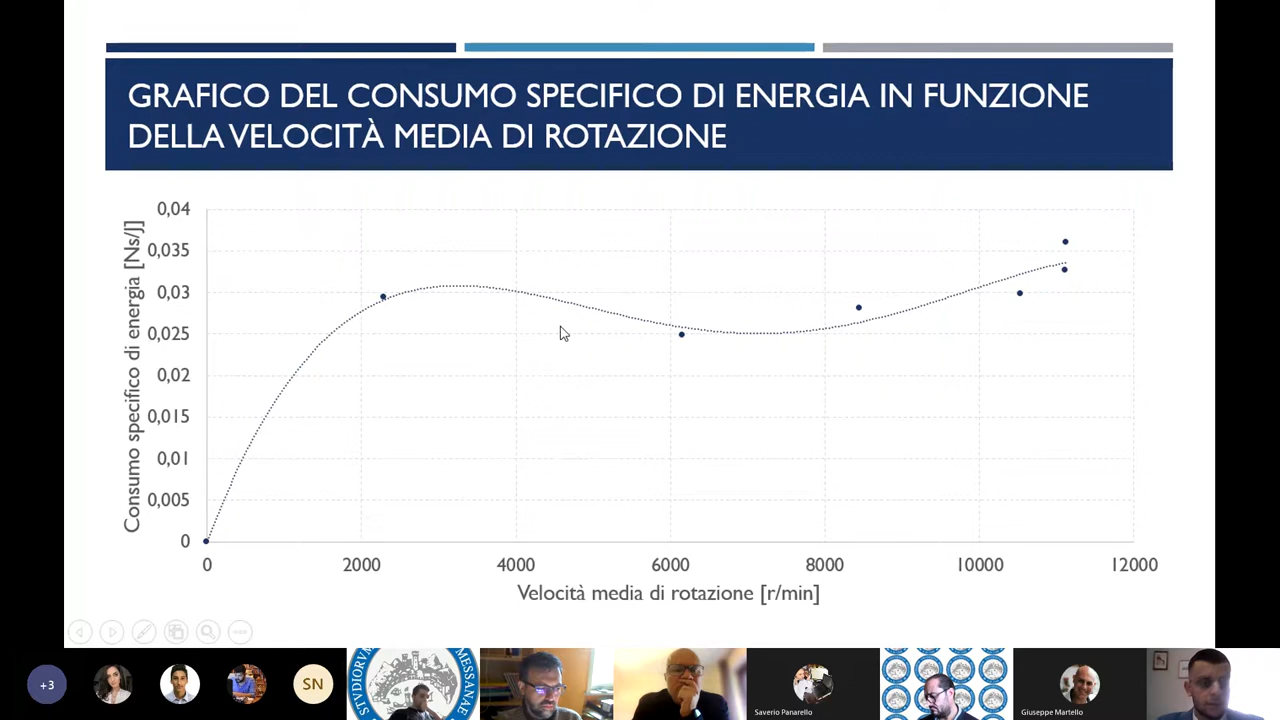 GRAFICO DEL CONSUMO SPECIFICO DI ENERGIA IN FUNZIONE
DELLA VELOCITÀ MEDIA DI ROTAZIONE
Consumo specifico di energia [Ns/J]
0,04
0,035
0,03
0,025
0,02
0,015
0,01
0,005
0
0 2000 4000 6000 8000 10000 12000
Velocità media di rotazione [r/min]
+3
SN
STVDIORVM
MESSANAE
Saverio Panarello
Giuseppe Martello